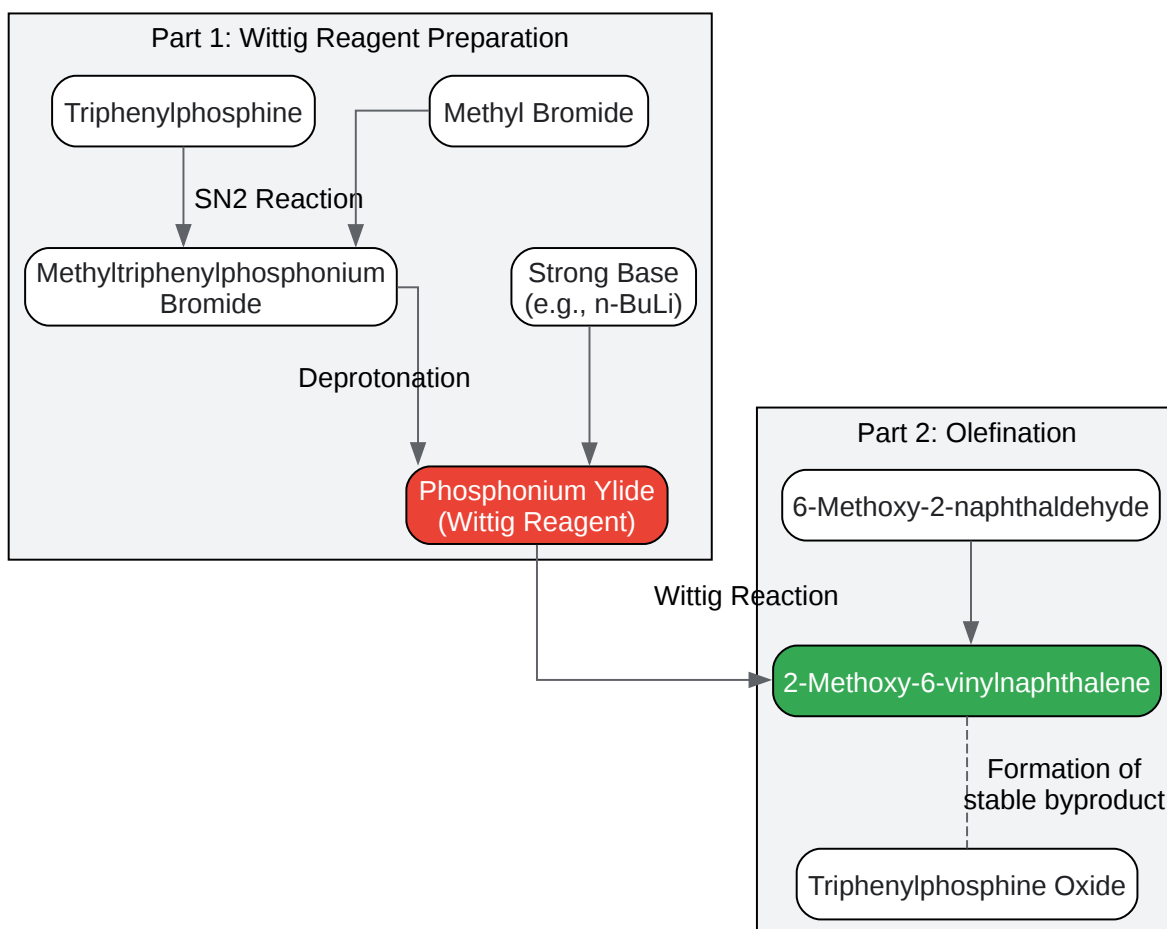 Part 1: Wittig Reagent Preparation
Triphenylphosphine
Methyl Bromide
SN2 Reaction
Methyltriphenylphosphonium
Bromide
Strong Base
(e.g., n-BuLi)
Deprotonation
Phosphonium Ylide
(Wittig Reagent)
Part 2: Olefination
6-Methoxy-2-naphthaldehyde
Wittig Reaction
2-Methoxy-6-vinylnaphthalene
Formation of
stable byproduct
Triphenylphosphine Oxide